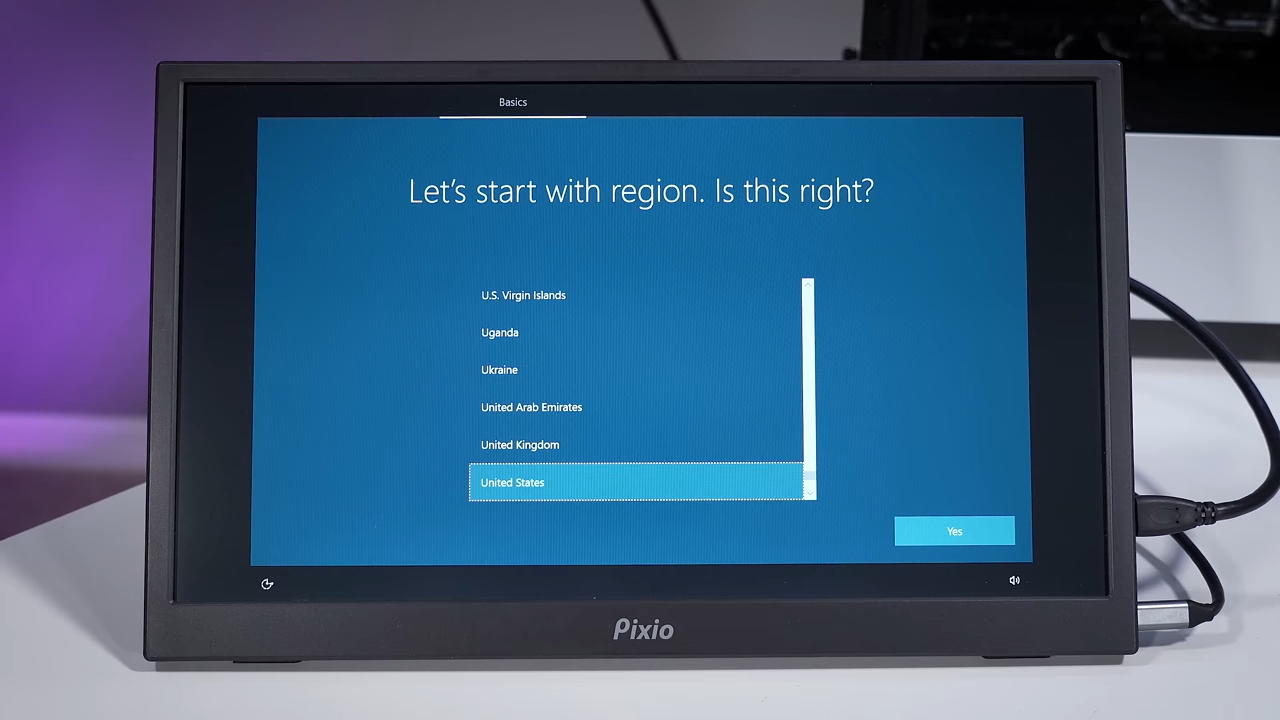 Basics
Let's start with region. Is this right?
U.S. Virgin Islands
Uganda
Ukraine
United Arab Emirates
United Kingdom
United States
Yes
Pixio